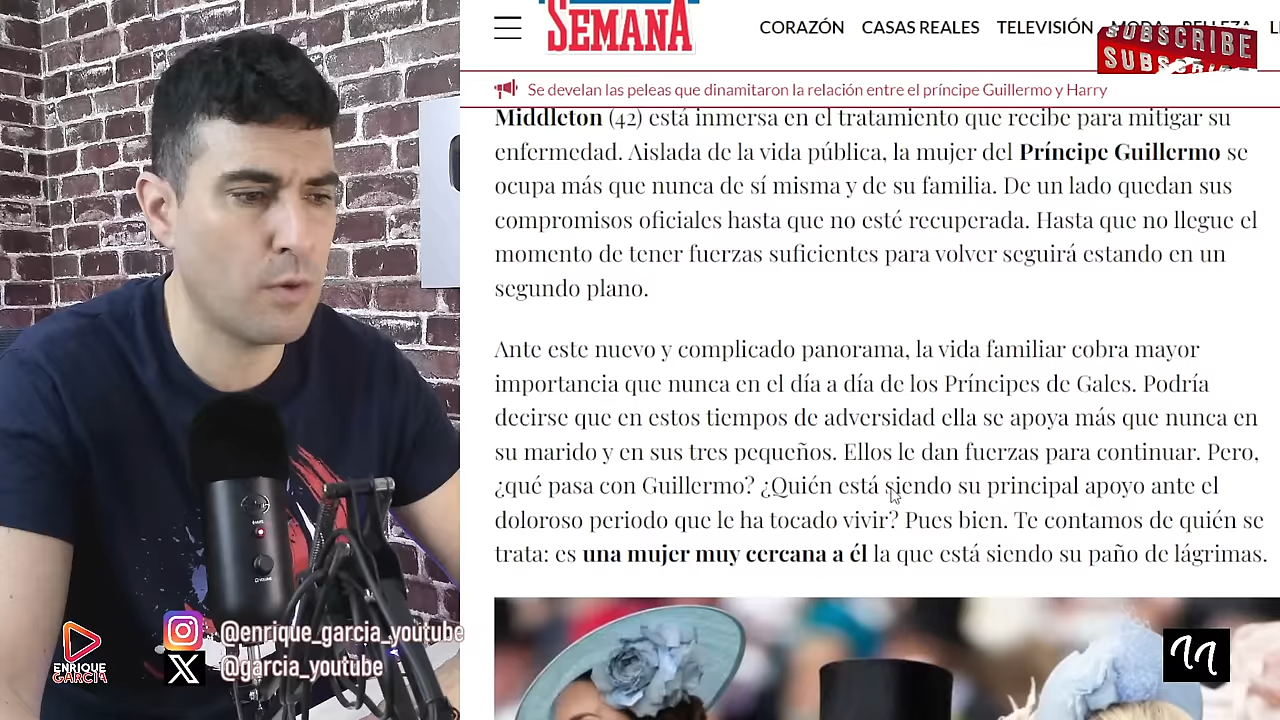 SEMANA
CORAZÓN CASAS REALES TELEVISIÓN MODA BELLEZA
SUBSCRIBE
Se develan las peleas que dinamitaron la relación entre el príncipe Guillermo y Harry
Middleton (42) está inmersa en el tratamiento que recibe para mitigar su
enfermedad. Aislada de la vida pública, la mujer del Príncipe Guillermo se
ocupa más que nunca de sí misma y de su familia. De un lado quedan sus
compromisos oficiales hasta que no esté recuperada. Hasta que no llegue el
momento de tener fuerzas suficientes para volver seguirá estando en un
segundo plano.
Ante este nuevo y complicado panorama, la vida familiar cobra mayor
importancia que nunca en el día a día de los Príncipes de Gales. Podría
decirse que en estos tiempos de adversidad ella se apoya más que nunca en
su marido y en sus tres pequeños. Ellos le dan fuerzas para continuar. Pero,
¿qué pasa con Guillermo? ¿Quién está siendo su principal apoyo ante el
doloroso periodo que le ha tocado vivir? Pues bien. Te contamos de quién se
trata: es una mujer muy cercana a él la que está siendo su paño de lágrimas.
@enrique_garcia_youtube
@garcia_youtube
ENRIQUE
GARCIA